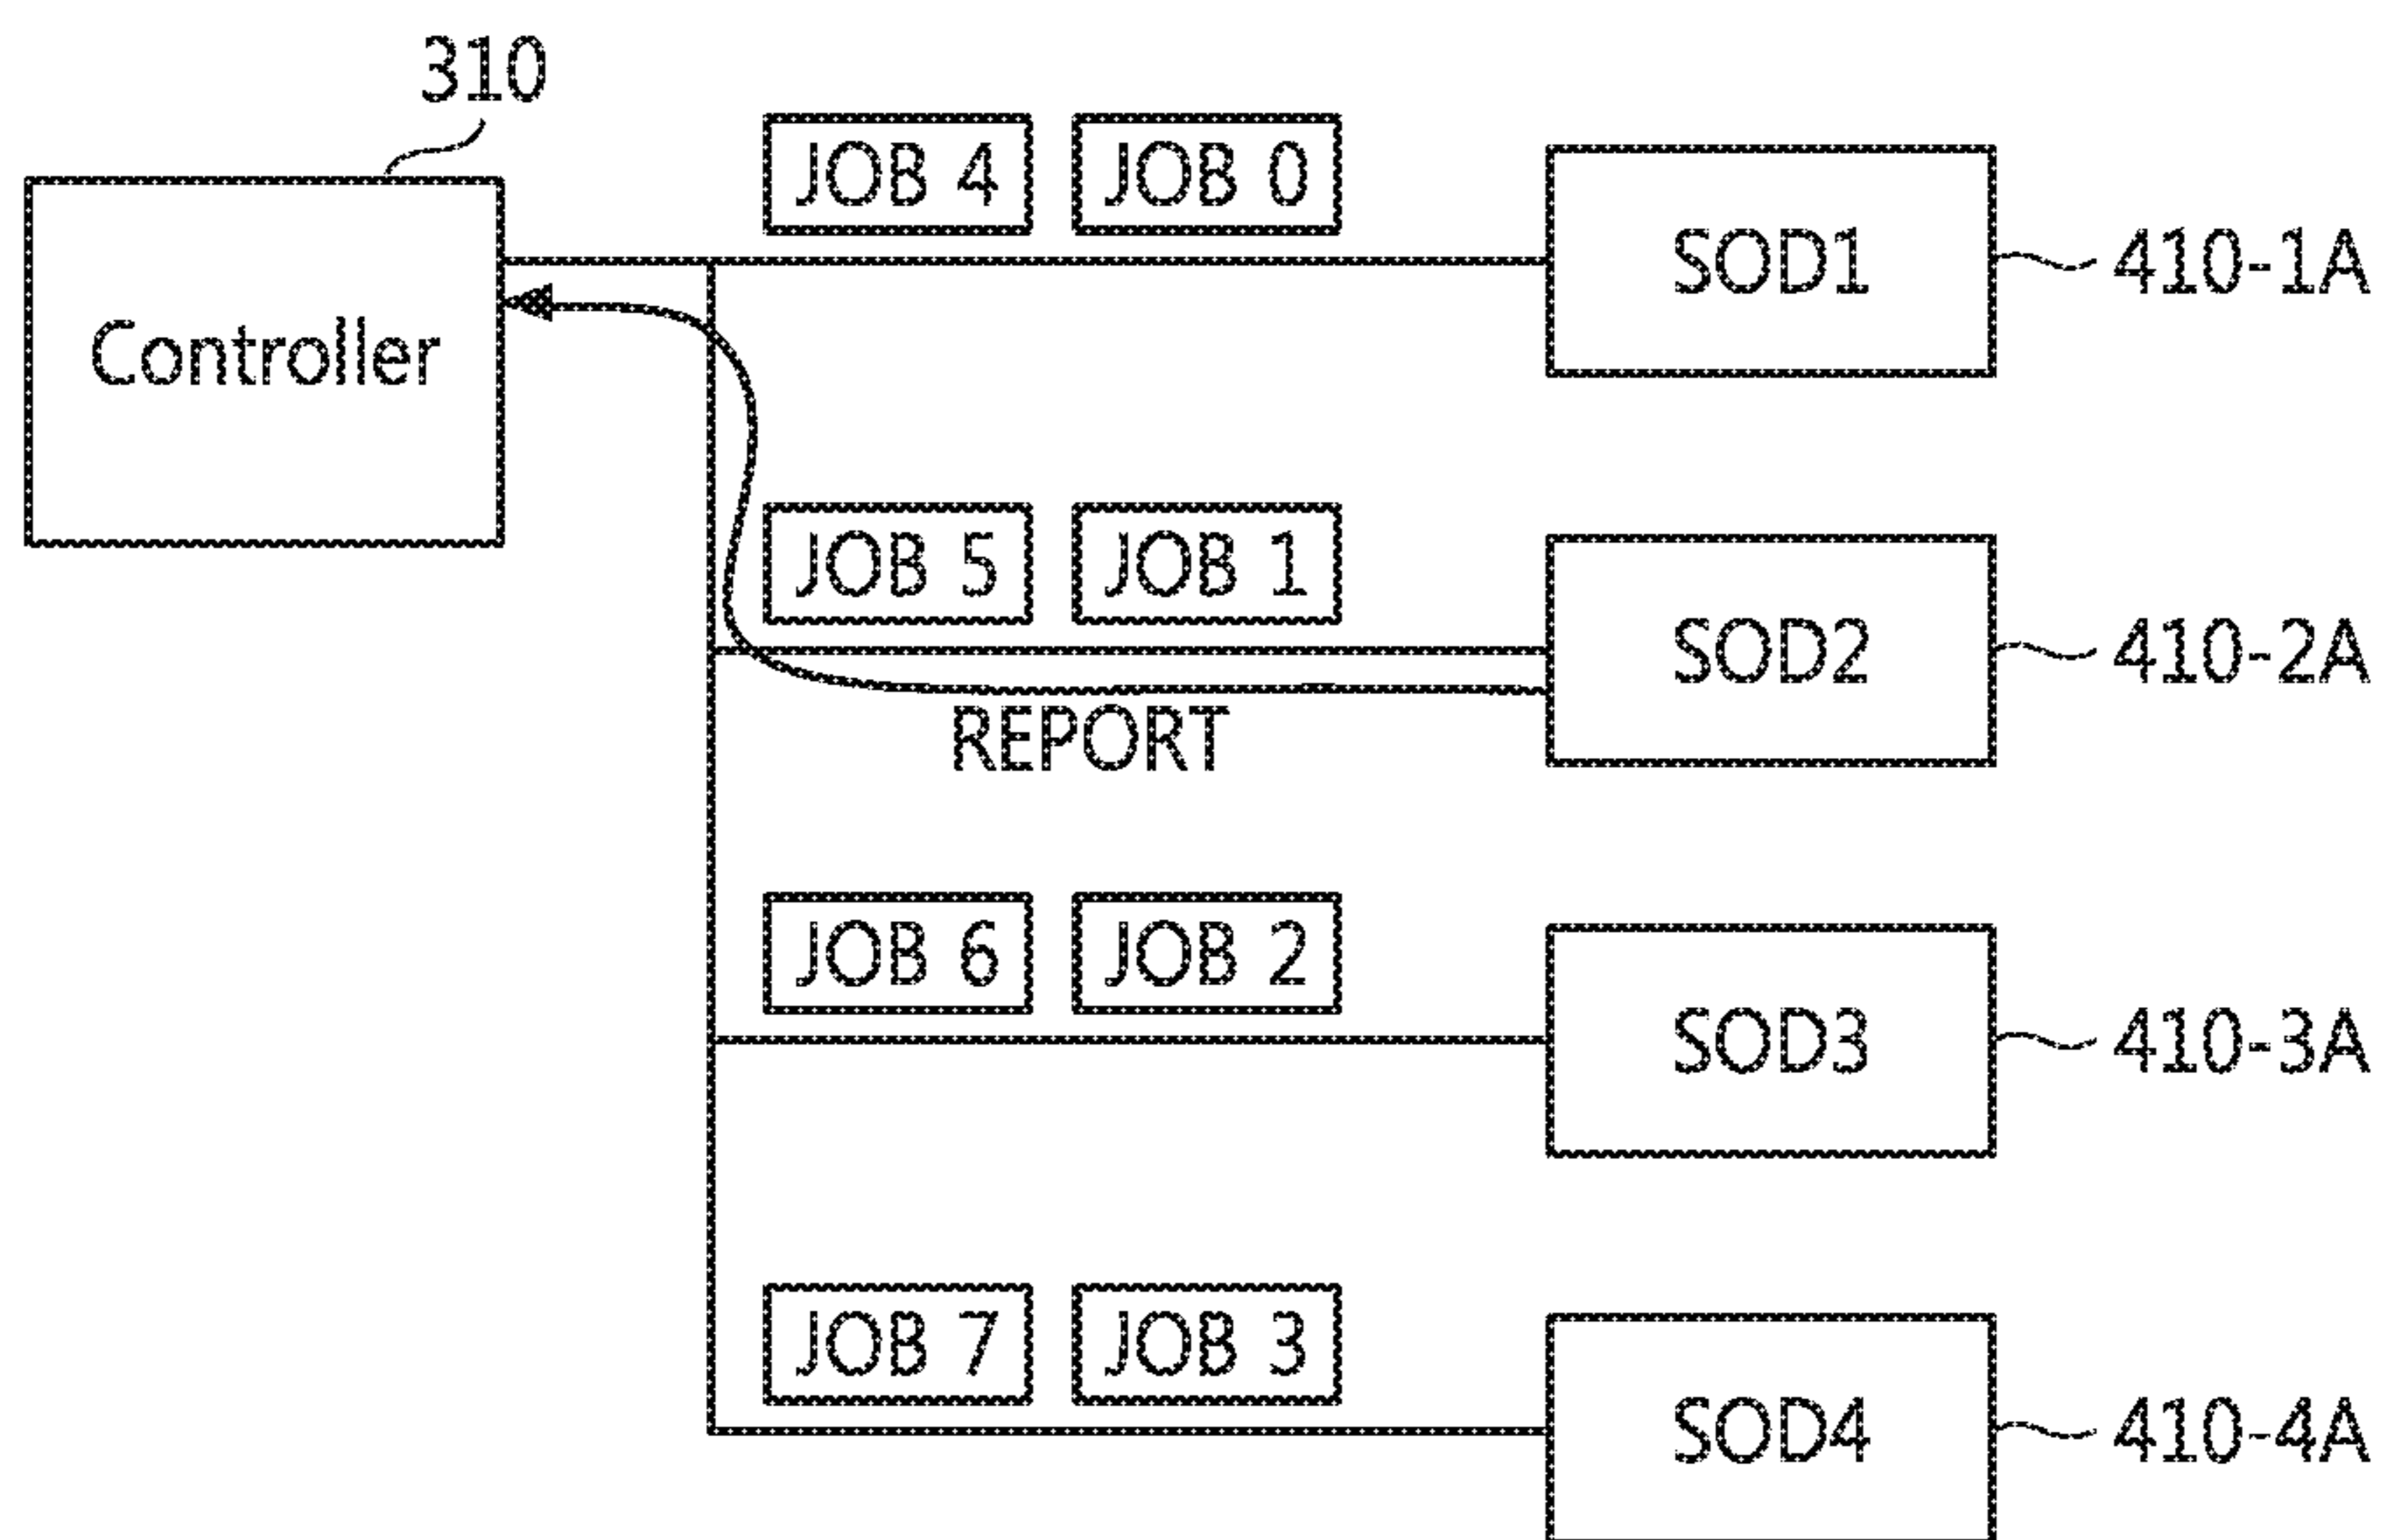 310
JOB 4 JOB 0
Controller
SOD1 410-1A
JOB 5 JOB 1
SOD2 410-2A
REPORT
JOB 6 JOB 2
SOD3 410-3A
JOB 7 JOB 3
SOD4 410-4A